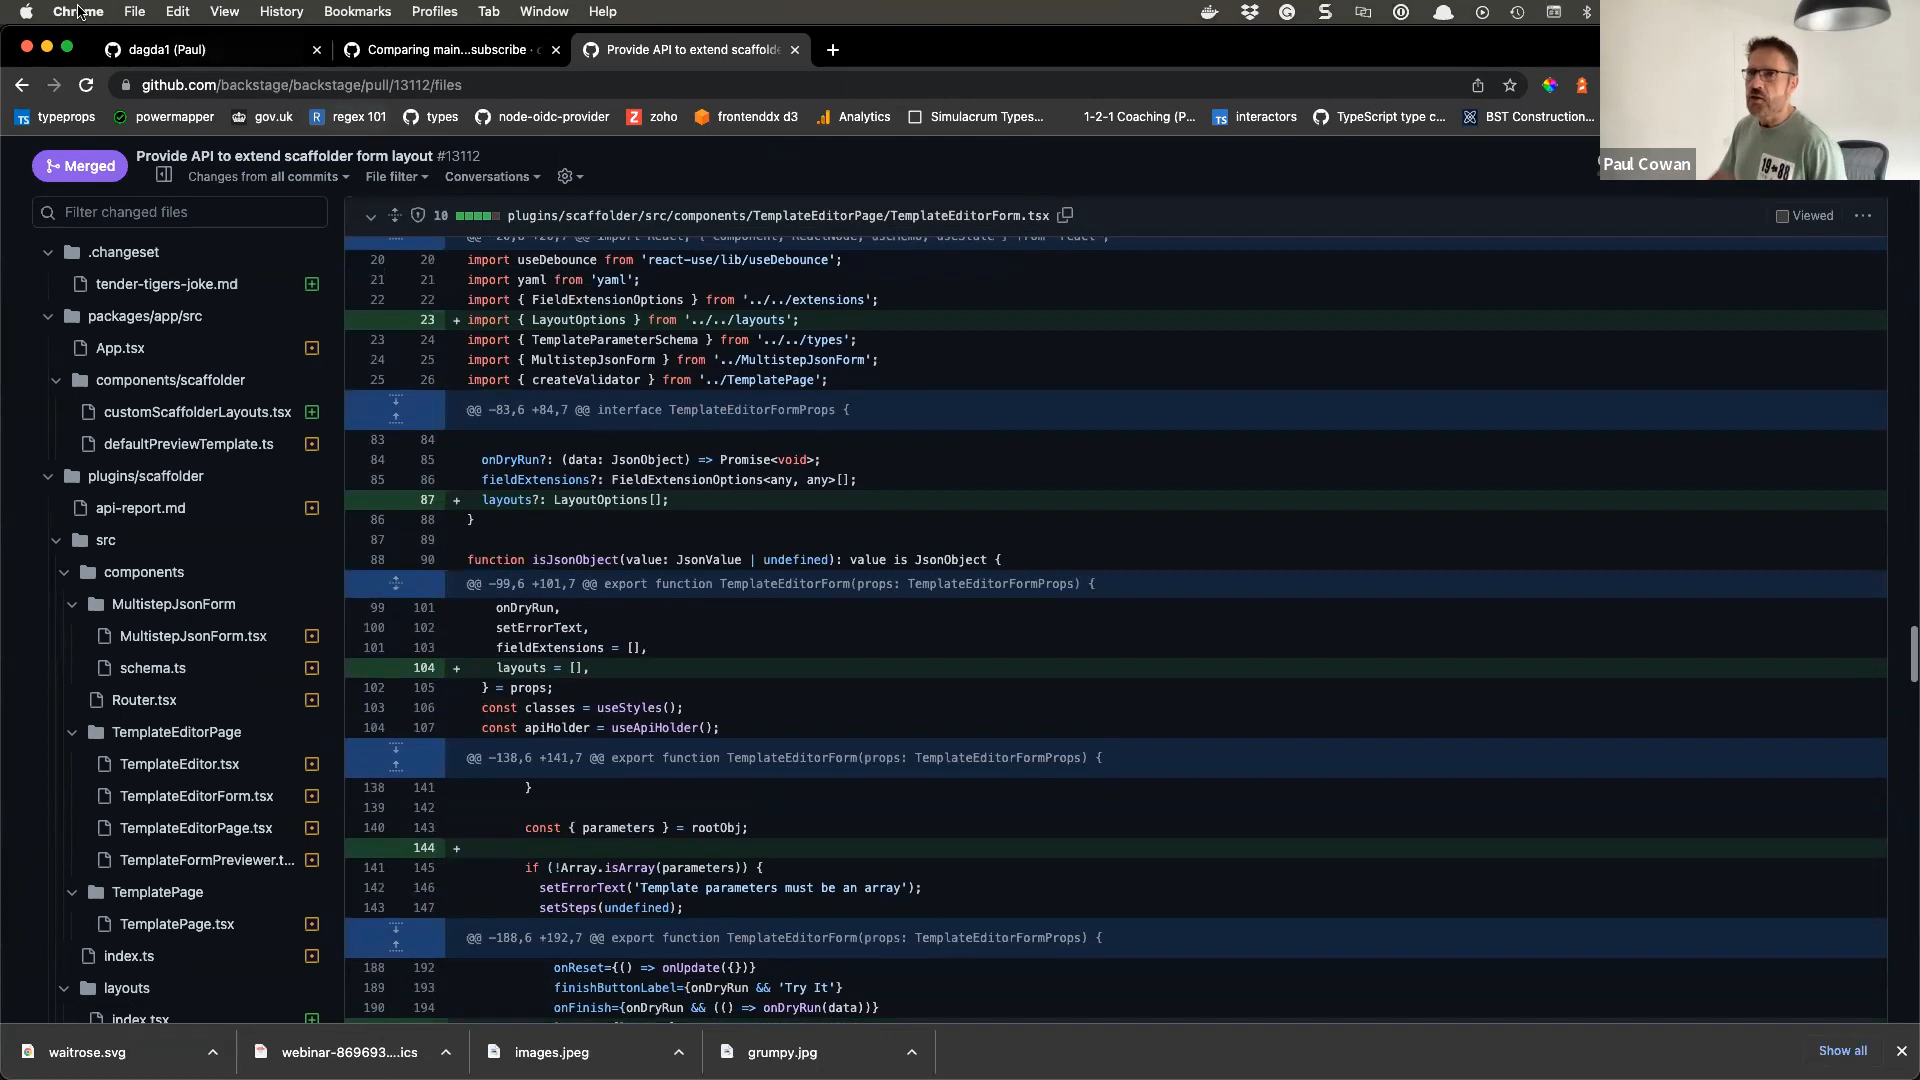 Chrome File Edit View History Bookmarks Profiles Tab Window Help
dagda1 (Paul) Comparing main...subscribe · Provide API to extend scaffold
github.com/backstage/backstage/pull/13112/files
typeprops powermapper gov.uk regex 101 types node-oidc-provider zoho frontenddx d3 Analytics Simulacrum Types... 1-2-1 Coaching (P... interactors TypeScript type c... BST Construction...
Paul Cowan
Merged
Provide API to extend scaffolder form layout #13112
Changes from all commits File filter Conversations
Filter changed files
.changeset
tender-tigers-joke.md
packages/app/src
App.tsx
components/scaffolder
customScaffolderLayouts.tsx
defaultPreviewTemplate.ts
plugins/scaffolder
api-report.md
src
components
MultistepJsonForm
MultistepJsonForm.tsx
schema.ts
Router.tsx
TemplateEditorPage
TemplateEditor.tsx
TemplateEditorForm.tsx
TemplateEditorPage.tsx
TemplateFormPreviewer.t...
TemplatePage
TemplatePage.tsx
index.ts
layouts
index.tsx
10 plugins/scaffolder/src/components/TemplateEditorPage/TemplateEditorForm.tsx Viewed ...
20 20 import useDebounce from 'react-use/lib/useDebounce';
21 21 import yaml from 'yaml';
22 22 import { FieldExtensionOptions } from '../../extensions';
23 + import { LayoutOptions } from '../../layouts';
23 24 import { TemplateParameterSchema } from '../../types';
24 25 import { MultistepJsonForm } from '../MultistepJsonForm';
25 26 import { createValidator } from '../TemplatePage';
@@ -83,6 +84,7 @@ interface TemplateEditorFormProps {
83 84
84 85 onDryRun?: (data: JsonObject) => Promise<void>;
85 86 fieldExtensions?: FieldExtensionOptions<any, any>[];
87 + layouts?: LayoutOptions[];
86 88 }
87 89
88 90 function isJsonObject(value: JsonValue | undefined): value is JsonObject {
@@ -99,6 +101,7 @@ export function TemplateEditorForm(props: TemplateEditorFormProps) {
99 101 onDryRun,
100 102 setErrorText,
101 103 fieldExtensions = [],
104 + layouts = [],
102 105 } = props;
103 106 const classes = useStyles();
104 107 const apiHolder = useApiHolder();
@@ -138,6 +141,7 @@ export function TemplateEditorForm(props: TemplateEditorFormProps) {
138 141 }
139 142
140 143 const { parameters } = rootObj;
144 +
141 145 if (!Array.isArray(parameters)) {
142 146 setErrorText('Template parameters must be an array');
143 147 setSteps(undefined);
@@ -188,6 +192,7 @@ export function TemplateEditorForm(props: TemplateEditorFormProps) {
188 192 onReset={() => onUpdate({})}
189 193 finishButtonLabel={onDryRun && 'Try It'}
190 194 onFinish={onDryRun && (() => onDryRun(data))}
waitrose.svg webinar-869693....ics images.jpeg grumpy.jpg Show all